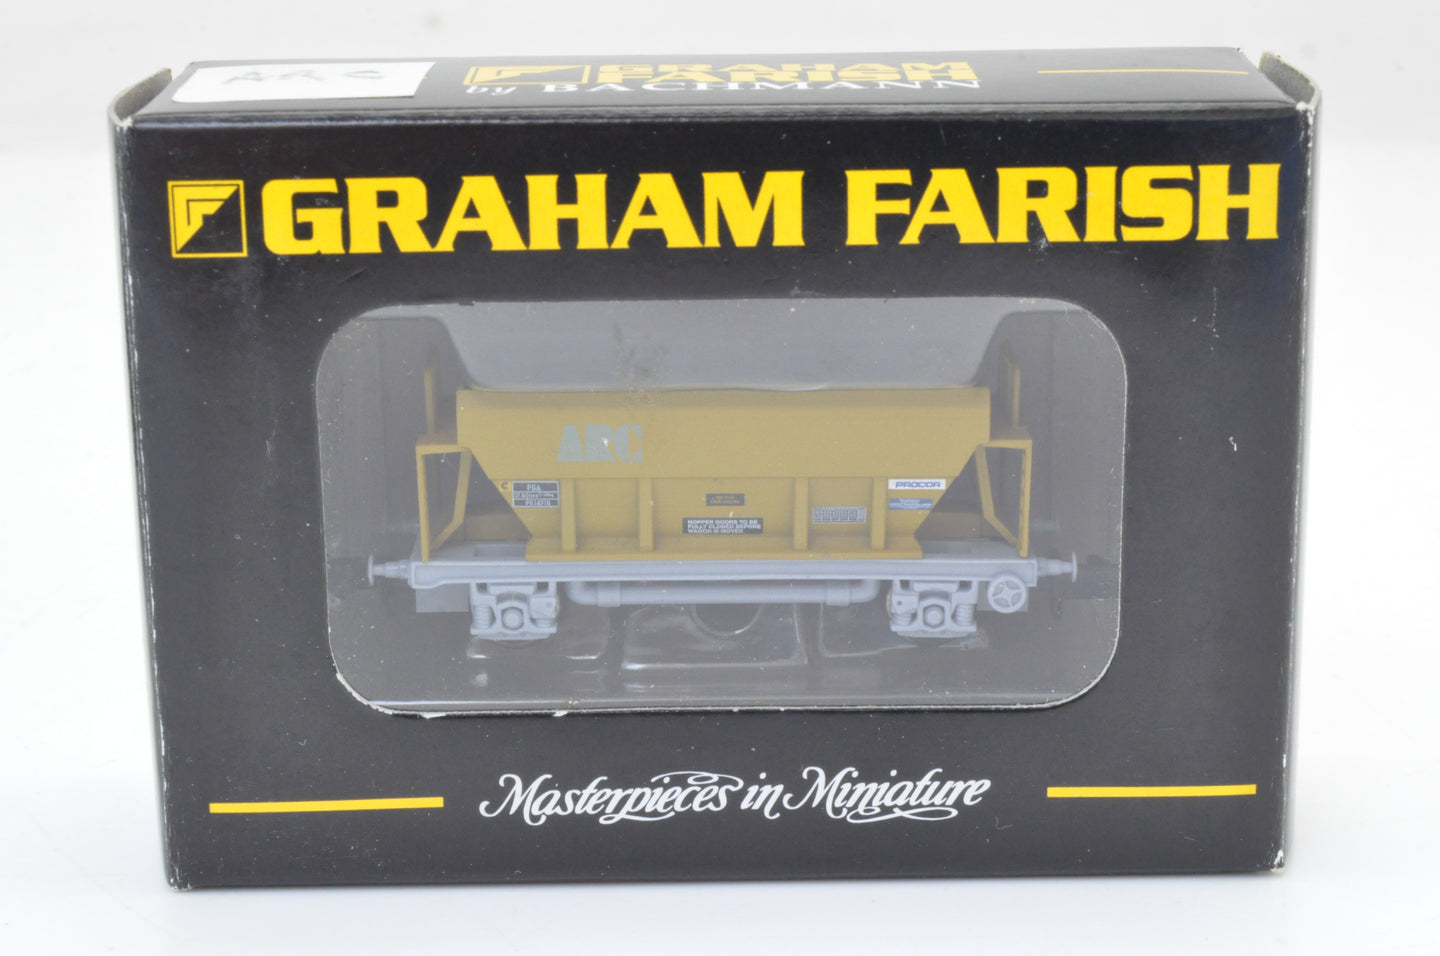 ARC
GRAHAM
FARISH
by BACHMANN
GRAHAM FARISH
ARC
C
PGA
PROCOR
HOPPER DOORS TO BE
FULLY CLOSED BEFORE
WAGON IS MOVED
Masterpieces in Miniature